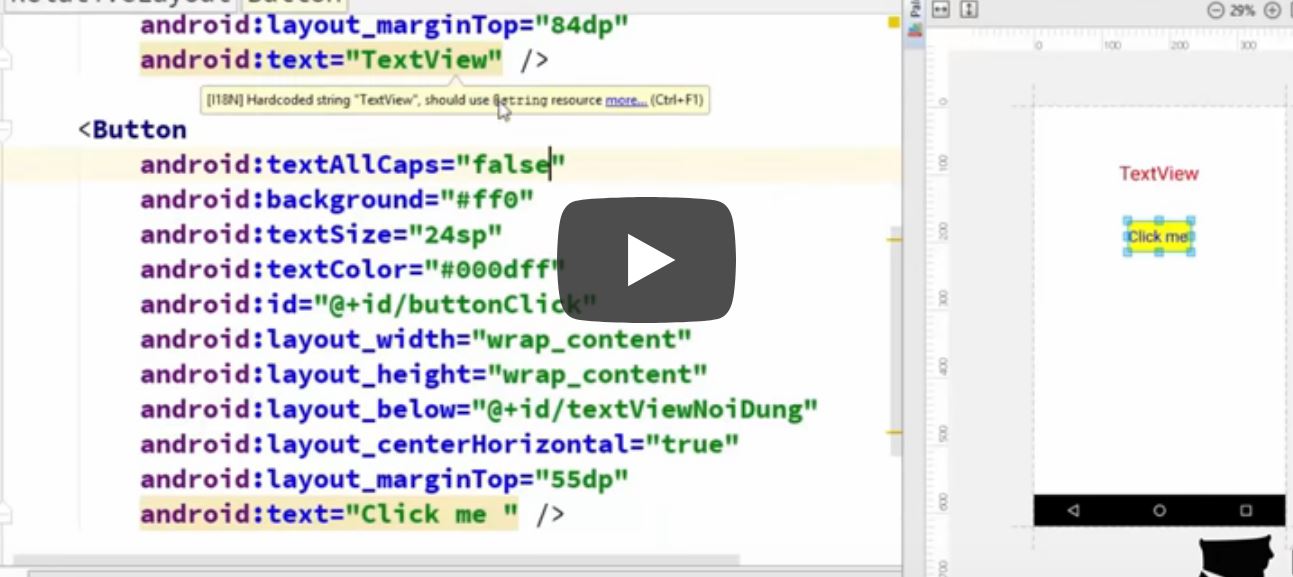 RelativeLayout Button
android:layout_marginTop="84dp"
android:text="TextView" />
[I18N] Hardcoded string "TextView", should use @string resource more... (Ctrl+F1)
<Button
android:textAllCaps="false"
android:background="#ff0"
android:textSize="24sp"
android:textColor="#000dff"
android:id="@+id/buttonClick"
android:layout_width="wrap_content"
android:layout_height="wrap_content"
android:layout_below="@+id/textViewNoiDung"
android:layout_centerHorizontal="true"
android:layout_marginTop="55dp"
android:text="Click me " />
Pal
29%
0 100 200 300
0
100
200
300
400
500
600
700
TextView
Click me